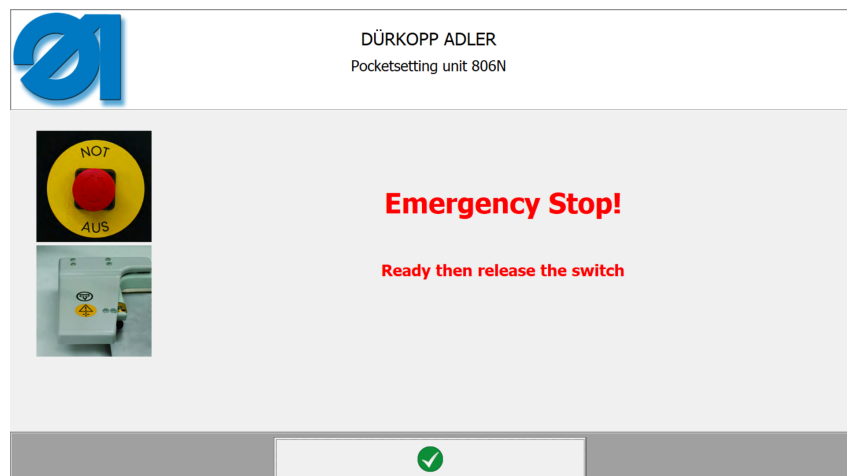 DÜRKOPP ADLER
Pocketsetting unit 806N
NOT
AUS
Emergency Stop!
Ready then release the switch